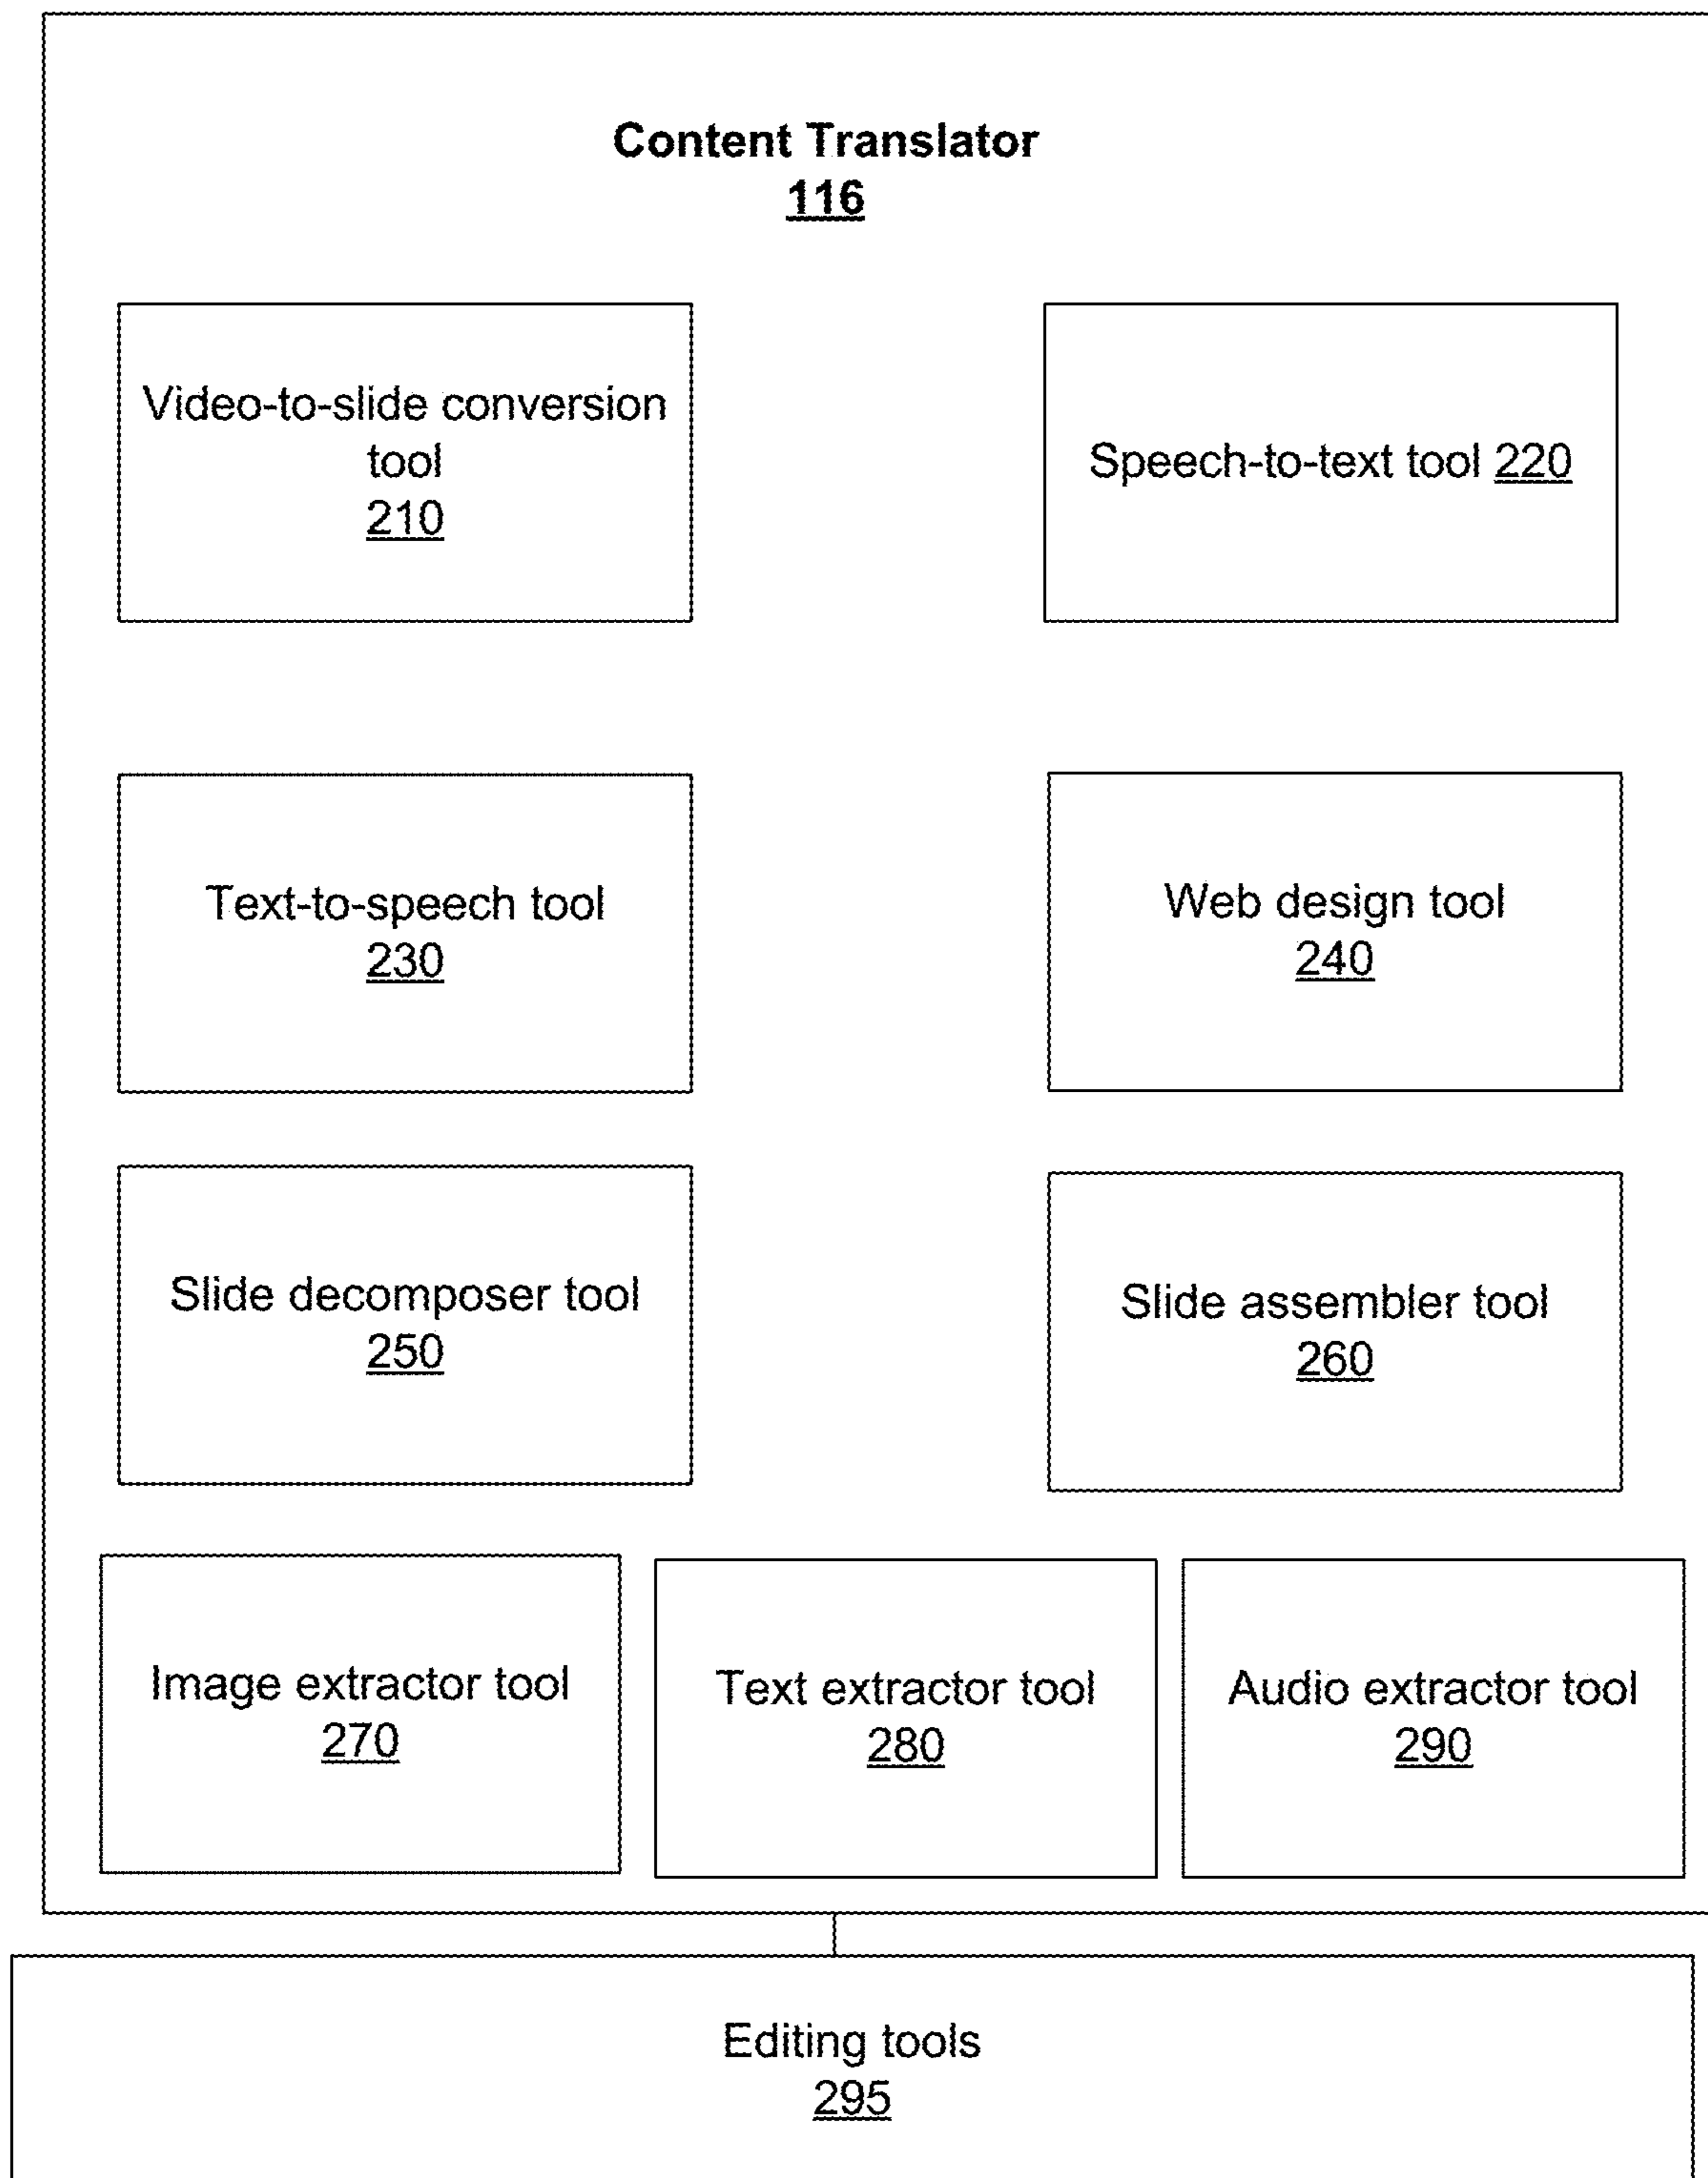 Content Translator
116
Video-to-slide conversion
tool
210
Speech-to-text tool 220
Text-to-speech tool
230
Web design tool
240
Slide decomposer tool
250
Slide assembler tool
260
Image extractor tool
270
Text extractor tool
280
Audio extractor tool
290
Editing tools
295